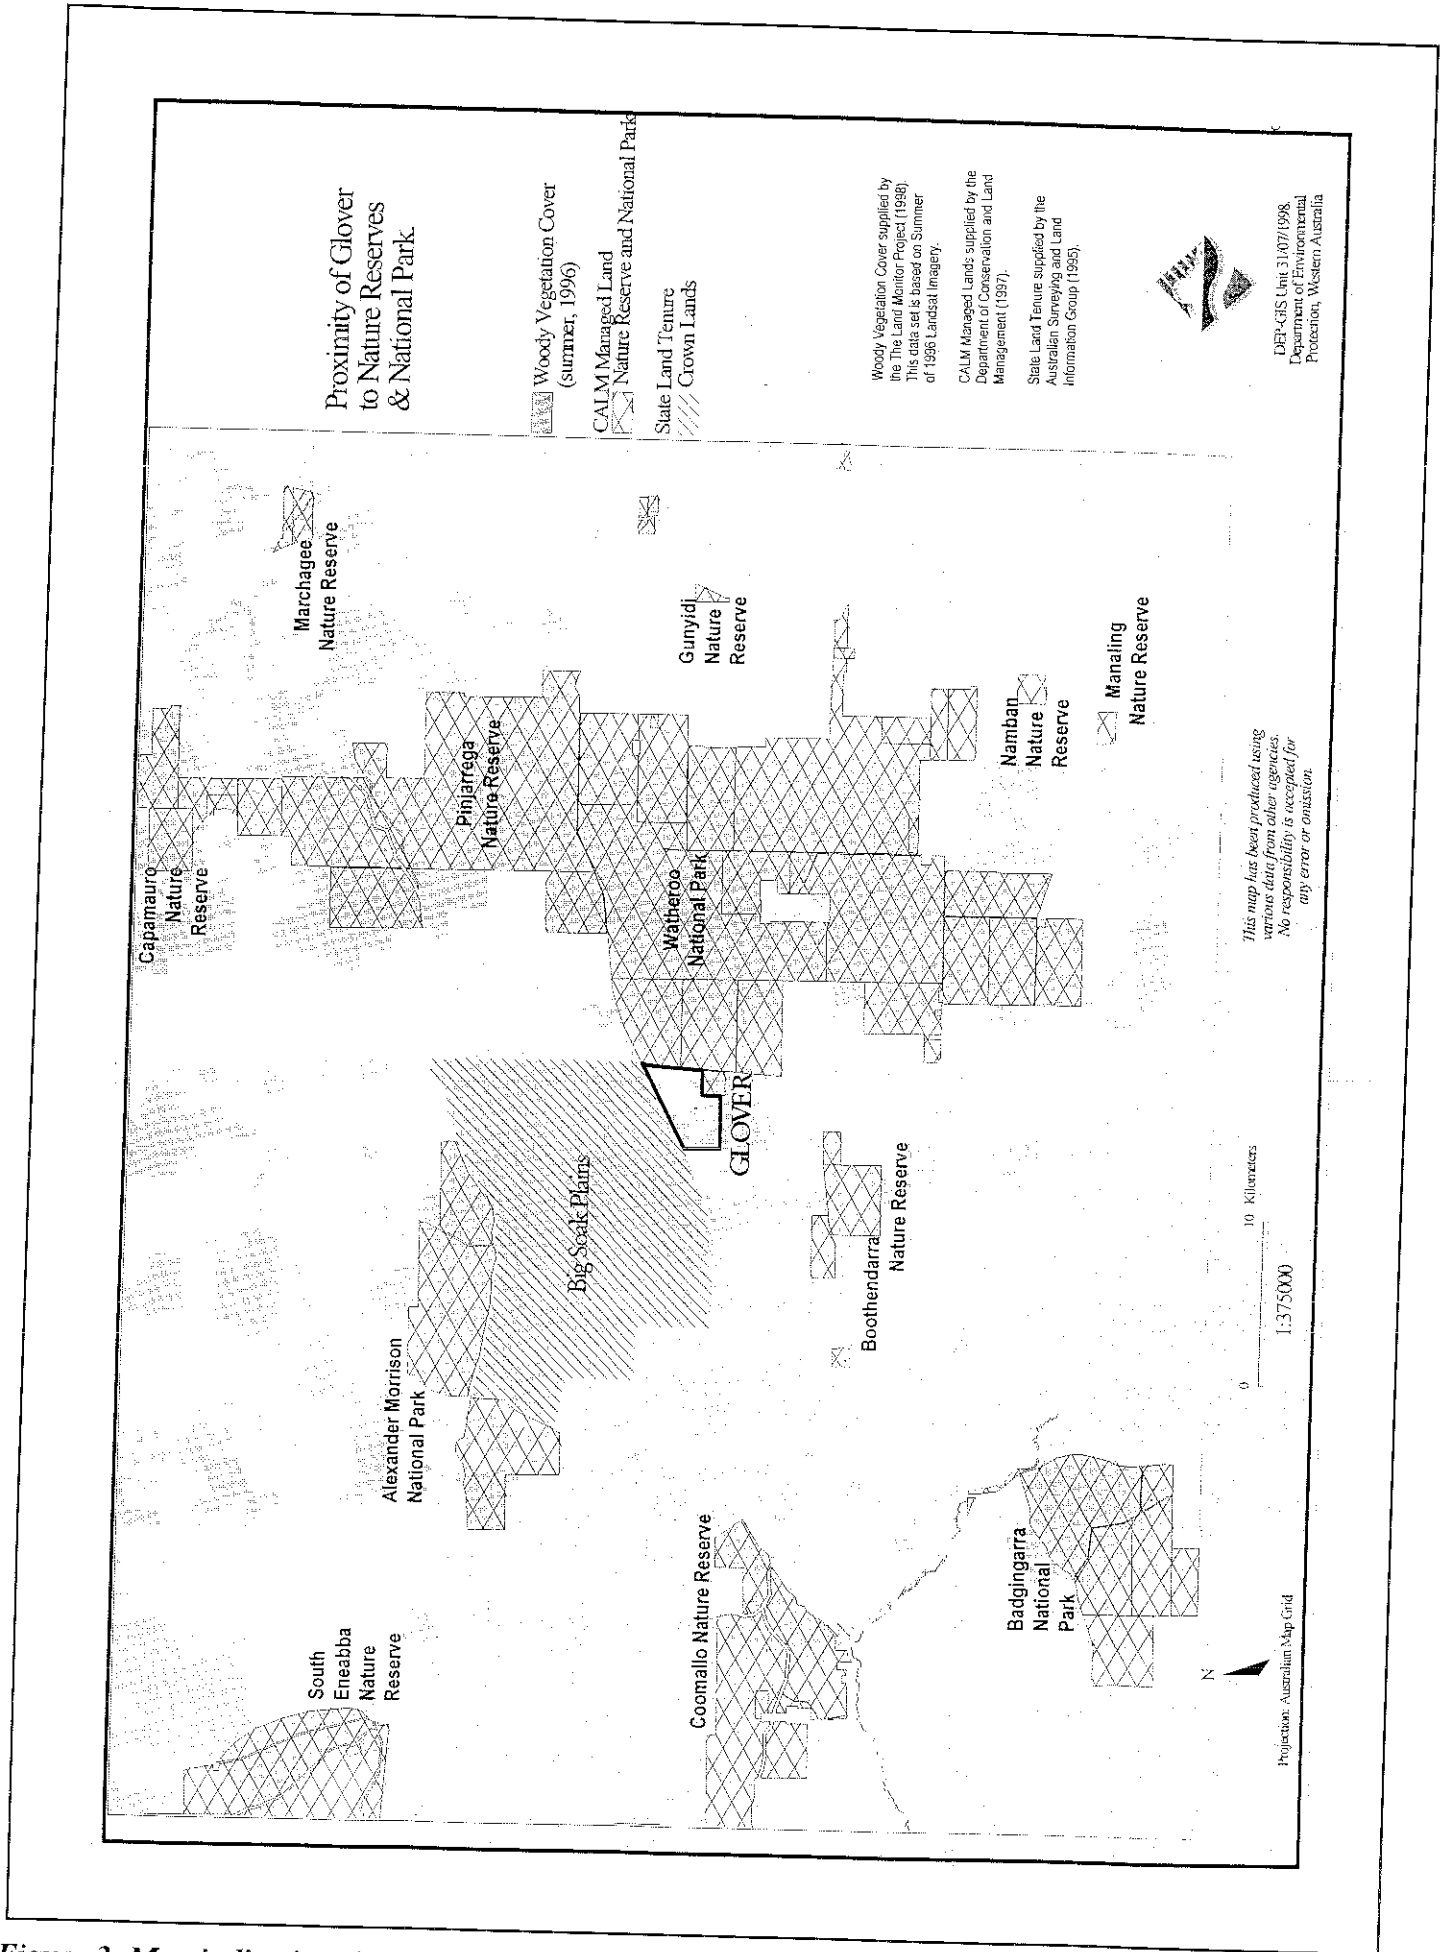 Proximity of Glover
to Nature Reserves
& National Park.
Woody Vegetation Cover
(summer, 1996)
CALM Managed Land
Nature Reserve and National Park
State Land Tenure
Crown Lands
Woody Vegetation Cover supplied by
the The Land Monitor Project (1998).
This data set is based on Summer
of 1996 Landsat Imagery.
CALM Managed Lands supplied by the
Department of Conservation and Land
Management (1997).
State Land Tenure supplied by the
Australian Surveying and Land
Information Group (1995).
DEP-GIS Unit 31/07/1998.
Department of Environmental
Protection, Western Australia
Marchagee
Nature Reserve
Gunyidi
Nature
Reserve
Capamauro
Nature
Reserve
Pinjarrega
Nature Reserve
Watheroo
National Park
Namban
Nature
Reserve
Manaling
Nature Reserve
This map has been produced using
various data from other agencies.
No responsibility is accepted for
any error or omission.
GLOVER
Big Soak Plains
Alexander Morrison
National Park
Boothendarra
Nature Reserve
South
Eneabba
Nature
Reserve
Coomallo Nature Reserve
Badgingarra
National
Park
0
10 Kilometers
1:375000
N
Projection: Australian Map Grid